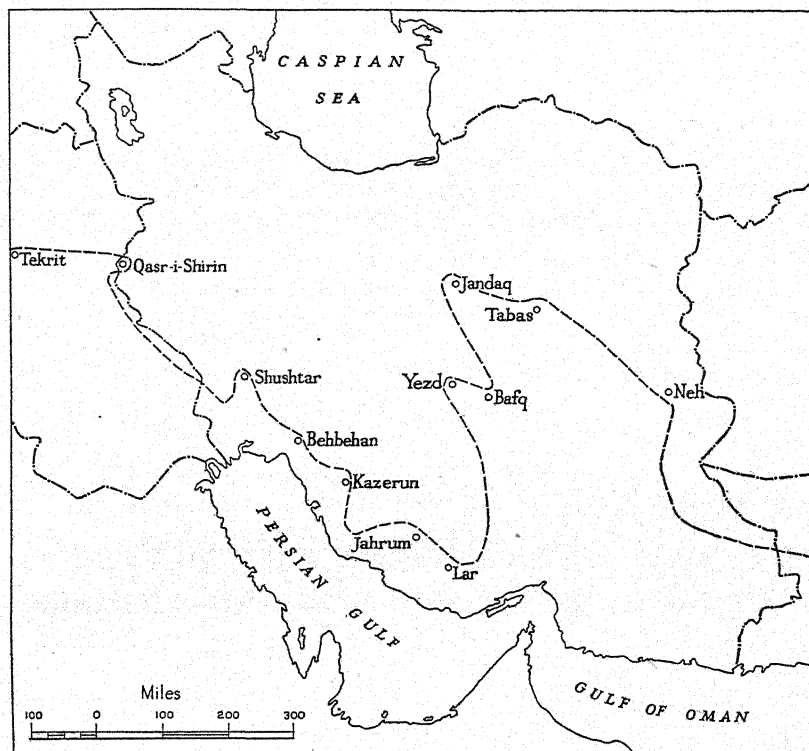 CASPIAN
SEA
Tekrit
Qasr-i-Shirin
Jandaq
Tabas
Shushtar
Yezd
Bafq
Neh
Behbehan
Kazerun
Jahrum
Lar
PERSIAN GULF
GULF OF OMAN
Miles
100 0 100 200 300